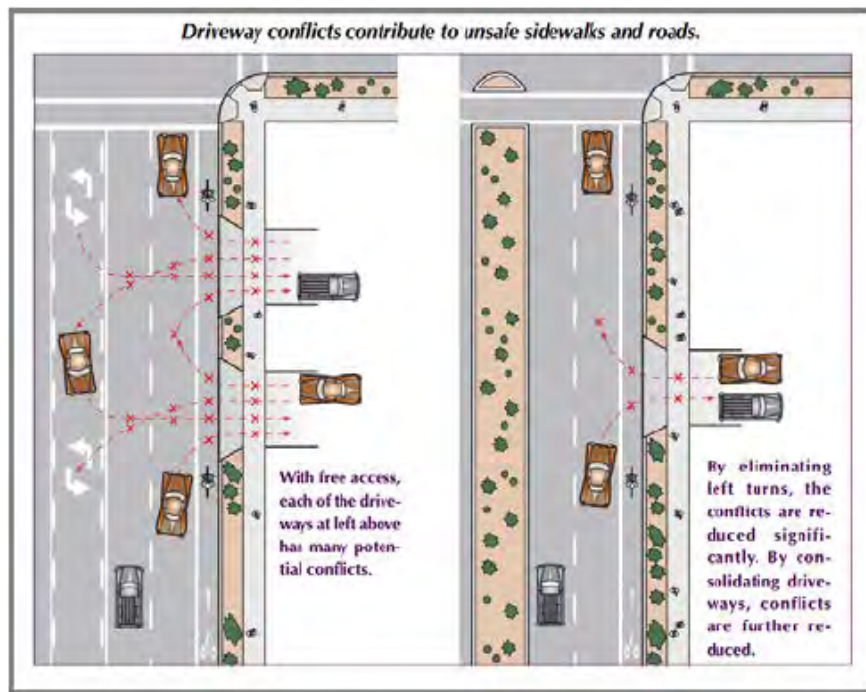 Driveway conflicts contribute to unsafe sidewalks and roads.
With free access,
each of the drive-
ways at left above
has many poten-
tial conflicts.
By eliminating
left turns, the
conflicts are re-
duced signifi-
cantly. By con-
solidating drive-
ways, conflicts
are further re-
duced.